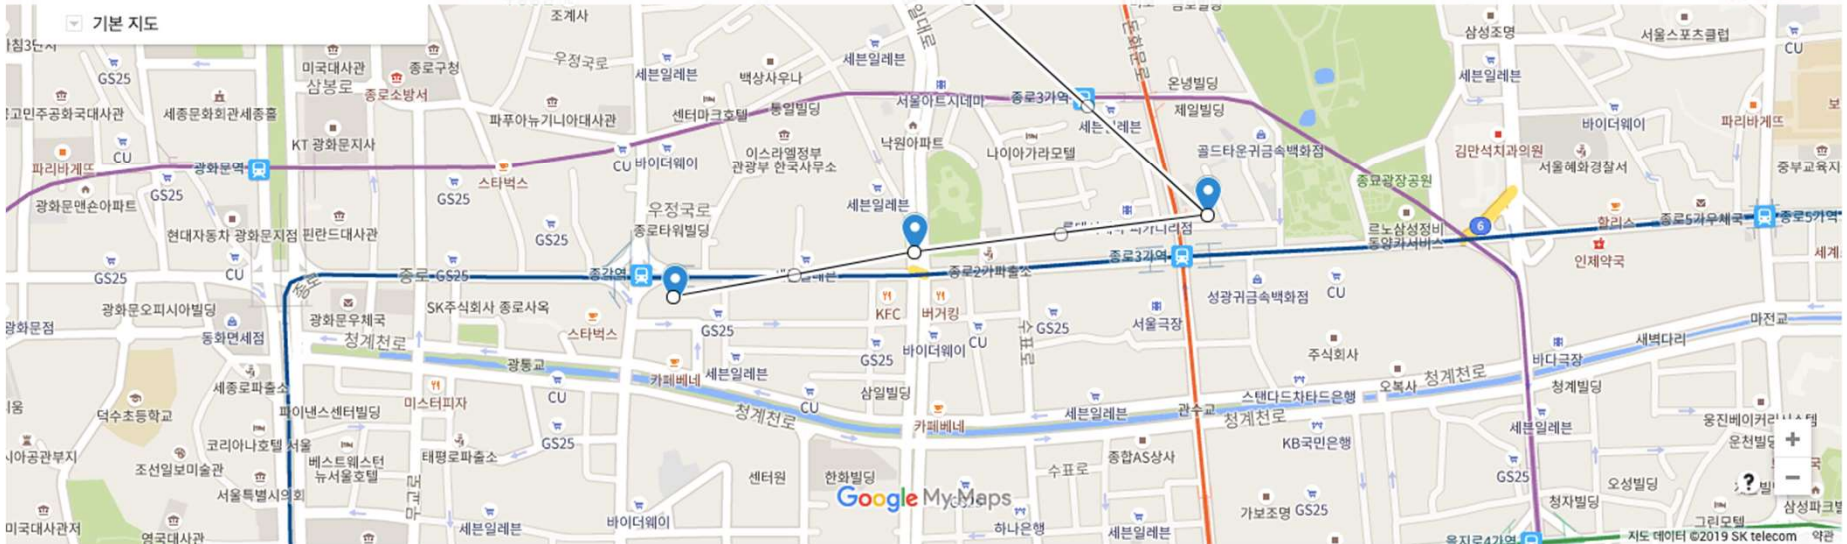 기본 지도
조계사
일대로
돈화문로
삼성조명
서울스포츠클럽
CU
GS25
미국대사관
종로구청
우정국로
세븐일레븐
백상사우나
세븐일레븐
온녕빌딩
세븐일레븐
삼봉로
종로소방서
세종문화회관세종홀
파푸아뉴기니아대사관
센터마크호텔
통일빌딩
서울아트시네마
종로3가역
제일빌딩
바이더웨이
파리바게뜨
CU
KT 광화문지사
세븐일레븐
낙원아파트
나이아가라모텔
골드타운귀금속백화점
김만석치과의원
서울혜화경찰서
파리바게뜨
광화문역
스타벅스
CU
바이더웨이
이스라엘정부
관광부 한국사무소
종묘광장공원
GS25
GS25
광화문맨숀아파트
우정국로
세븐일레븐
현대자동차 광화문지점
핀란드대사관
GS25
종로타워빌딩
르노삼성정비
동양카서비스
6
할리스
종로5가우체국
종로5가역
GS25
CU
종로
종로
GS25
종각역
종로2가파출소
종로3가역
인제약국
광화문오피시아빌딩
광화문우체국
SK주식회사 종로사옥
KFC
버거킹
성광귀금속백화점
CU
동화면세점
청계천로
스타벅스
GS25
GS25
바이더웨이
CU
수표로
GS25
서울극장
마전교
새벽다리
주식회사
바다극장
광통교
카페베네
세븐일레븐
세종로파출소
미스터피자
CU
CU
삼일빌딩
오복사
청계천로
청계빌딩
덕수초등학교
파이낸스센터빌딩
청계천로
카페베네
세븐일레븐
관수교
스탠다드차타드은행
청계천로
코리아나호텔 서울
GS25
KB국민은행
세븐일레븐
운천빌딩
조선일보미술관
베스트웨스턴
뉴서울호텔
태평로파출소
센터원
한화빌딩
수표로
종합AS상사
GS25
오성빌딩
서울특별시의회
무교로
Google My Maps
가보조명
GS25
청자빌딩
세븐일레븐
바이더웨이
하나은행
세븐일레븐
그린모텔
영국대사관
을지로4가역
지도 데이터 ©2019 SK telecom
약관